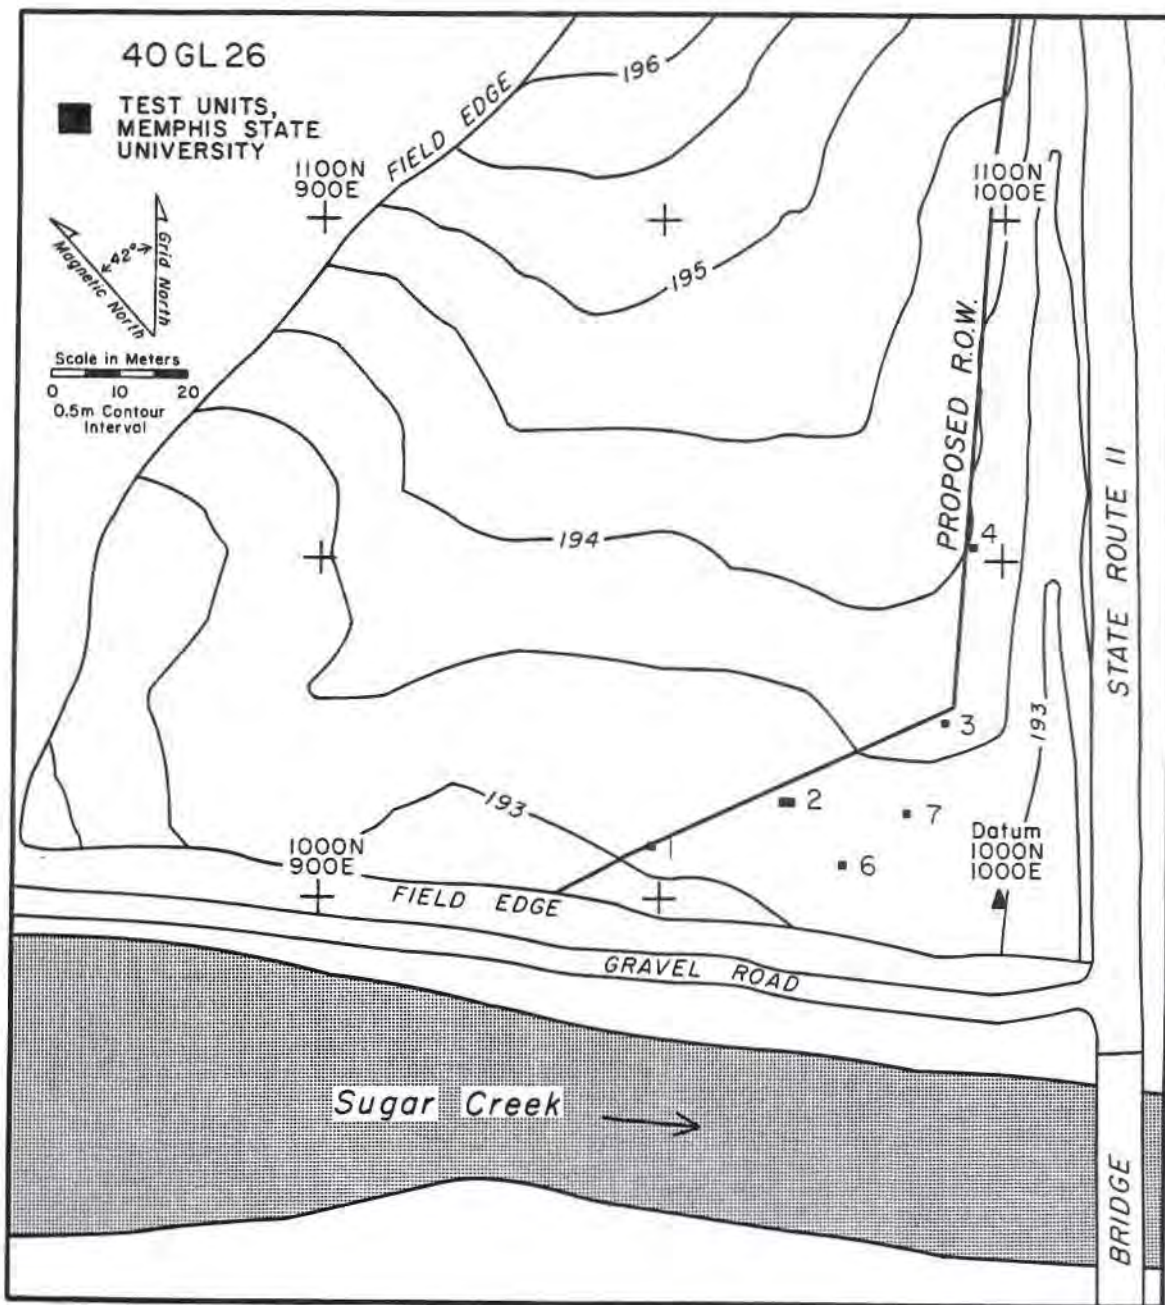 40GL26
TEST UNITS,
MEMPHIS STATE
UNIVERSITY
1100N
900E
FIELD EDGE
196
1100N
1000E
42°
Magnetic North
Grid North
195
Scale in Meters
0 10 20
0.5m Contour
Interval
PROPOSED R.O.W.
STATE ROUTE 11
194
4
3
193
193
2
7
1
6
Datum
1000N
1000E
1000N
900E
FIELD EDGE
GRAVEL ROAD
Sugar Creek
BRIDGE